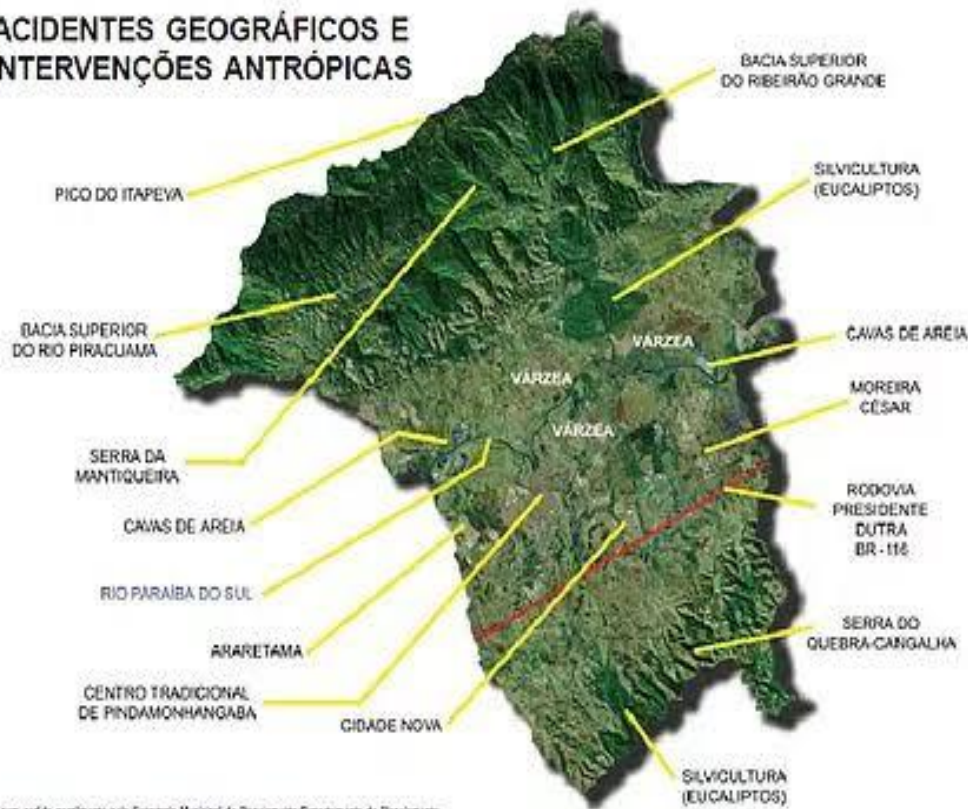 ACIDENTES GEOGRÁFICOS E
INTERVENÇÕES ANTRÓPICAS
BACIA SUPERIOR
DO RIBEIRÃO GRANDE
PICO DO ITAPEVA
SILVICULTURA
(EUCALIPTOS)
BACIA SUPERIOR
DO RIO PIRACUAMA
VÁRZEA
CAVAS DE AREIA
VÁRZEA
MOREIRA
CÉSAR
VÁRZEA
SERRA DA
MANTIQUEIRA
RODOVIA
PRESIDENTE
DUTRA
BR-116
CAVAS DE AREIA
RIO PARAÍBA DO SUL
SERRA DO
QUEBRA-CANGALHA
ARARETAMA
CENTRO TRADICIONAL
DE PINDAMONHANGABA
CIDADE NOVA
SILVICULTURA
(EUCALIPTOS)